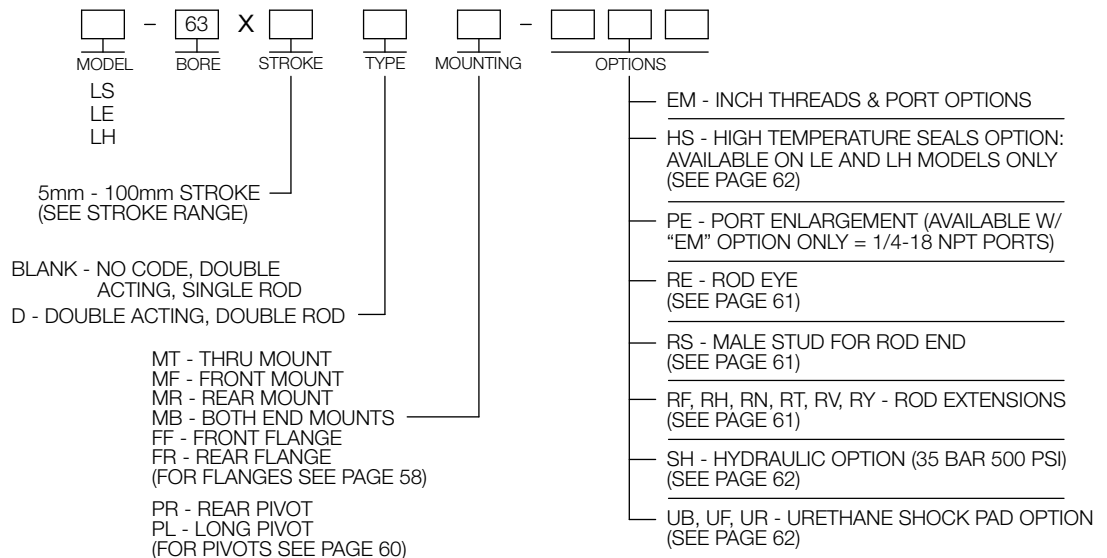 – 63 X –
MODEL BORE STROKE TYPE MOUNTING OPTIONS
LS
LE
LH
5mm - 100mm STROKE
(SEE STROKE RANGE)
BLANK - NO CODE, DOUBLE
ACTING, SINGLE ROD
D - DOUBLE ACTING, DOUBLE ROD
MT - THRU MOUNT
MF - FRONT MOUNT
MR - REAR MOUNT
MB - BOTH END MOUNTS
FF - FRONT FLANGE
FR - REAR FLANGE
(FOR FLANGES SEE PAGE 58)
PR - REAR PIVOT
PL - LONG PIVOT
(FOR PIVOTS SEE PAGE 60)
EM - INCH THREADS & PORT OPTIONS
HS - HIGH TEMPERATURE SEALS OPTION:
AVAILABLE ON LE AND LH MODELS ONLY
(SEE PAGE 62)
PE - PORT ENLARGEMENT (AVAILABLE W/
“EM” OPTION ONLY = 1/4-18 NPT PORTS)
RE - ROD EYE
(SEE PAGE 61)
RS - MALE STUD FOR ROD END
(SEE PAGE 61)
RF, RH, RN, RT, RV, RY - ROD EXTENSIONS
(SEE PAGE 61)
SH - HYDRAULIC OPTION (35 BAR 500 PSI)
(SEE PAGE 62)
UB, UF, UR - URETHANE SHOCK PAD OPTION
(SEE PAGE 62)